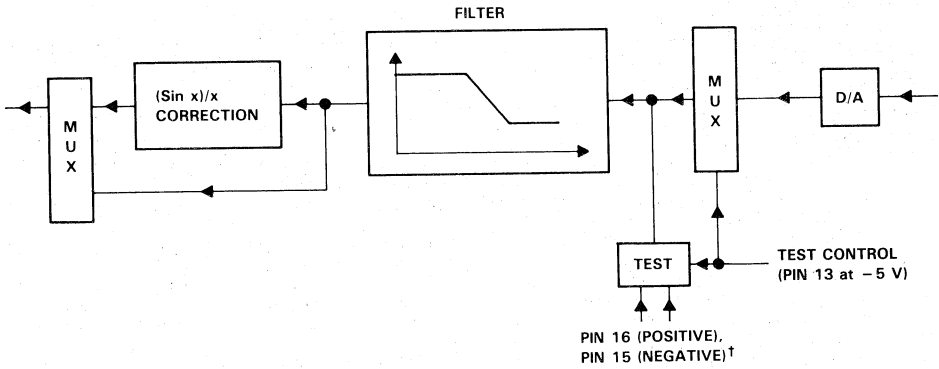 FILTER
M
U
X
(Sin x)/x
CORRECTION
M
U
X
D/A
TEST
TEST CONTROL
(PIN 13 at −5 V)
PIN 16 (POSITIVE),
PIN 15 (NEGATIVE)†